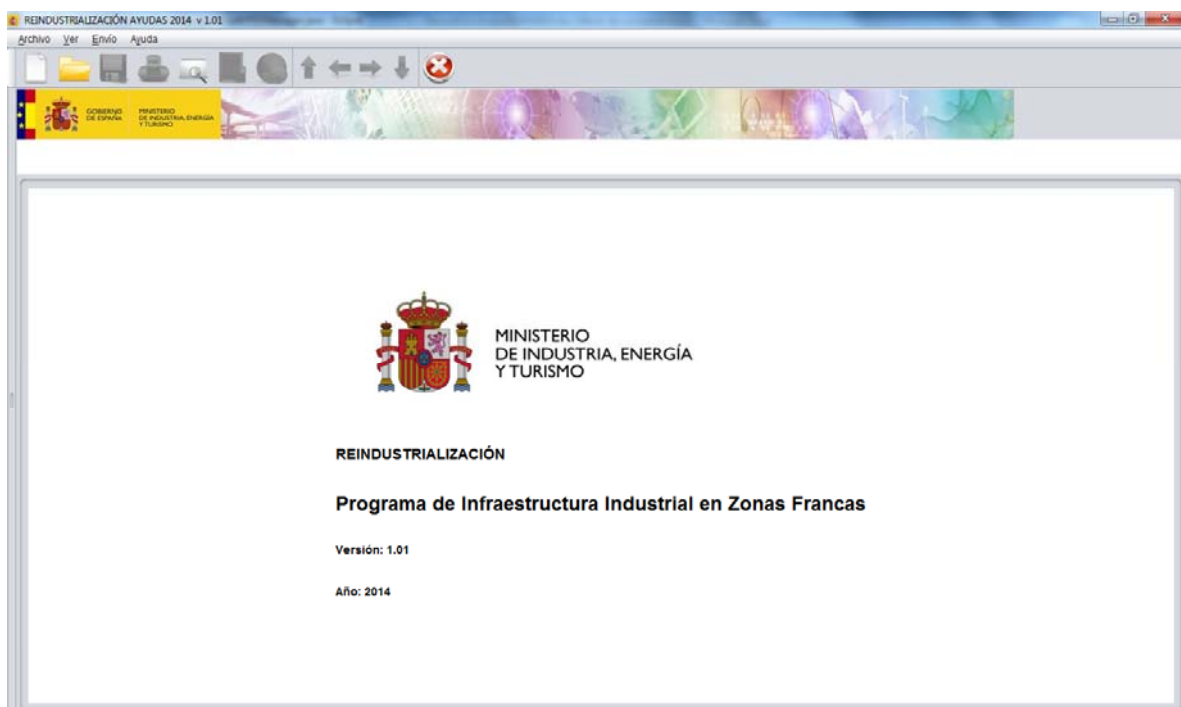 REINDUSTRIALIZACIÓN AYUDAS 2014 v 1.01
Archivo Ver Envío Ayuda
GOBIERNO DE ESPAÑA
MINISTERIO DE INDUSTRIA, ENERGÍA Y TURISMO
MINISTERIO
DE INDUSTRIA, ENERGÍA
Y TURISMO
REINDUSTRIALIZACIÓN
Programa de Infraestructura Industrial en Zonas Francas
Versión: 1.01
Año: 2014